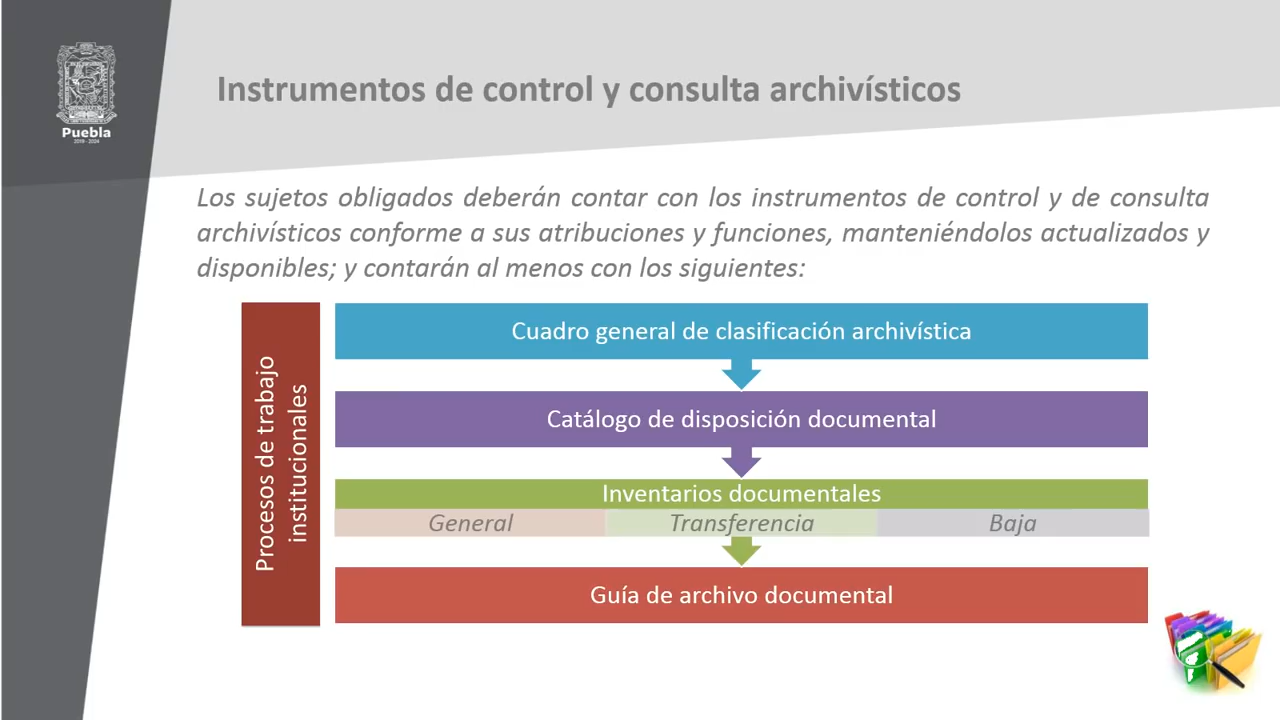 Puebla
2019 - 2024
Instrumentos de control y consulta archivísticos
Los sujetos obligados deberán contar con los instrumentos de control y de consulta
archivísticos conforme a sus atribuciones y funciones, manteniéndolos actualizados y
disponibles; y contarán al menos con los siguientes:
Procesos de trabajo
institucionales
Cuadro general de clasificación archivística
Catálogo de disposición documental
Inventarios documentales
General Transferencia Baja
Guía de archivo documental